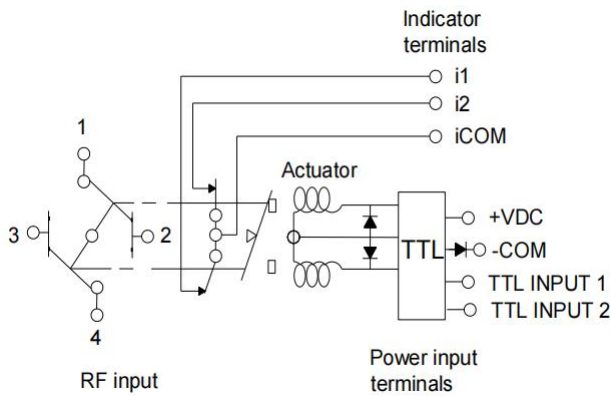 Indicator
terminals
i1
i2
iCOM
1
Actuator
3
2
TTL
+VDC
-COM
TTL INPUT 1
TTL INPUT 2
4
RF input
Power input
terminals